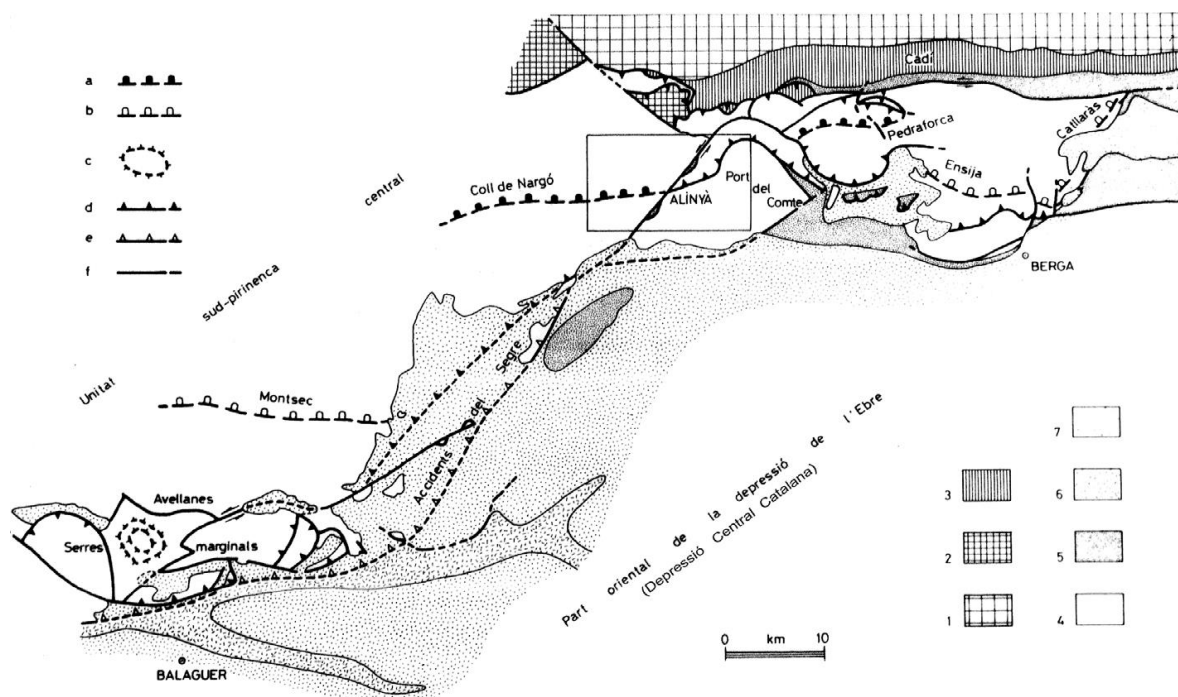 a
b
c
d
e
f
Cadí
Catllaràs
Pedraforca
Ensija
central
Coll de Nargó
ALÍNYÀ
Port
del
Comte
BERGA
sud-pirinenca
Segre
Unitat
Montsec
del
Accidents
Avellanes
Serres
marginals
BALAGUER
Part oriental de la depressió de l'Ebre
(Depressió Central Catalana)
0 km 10
7
3 6
2 5
1 4